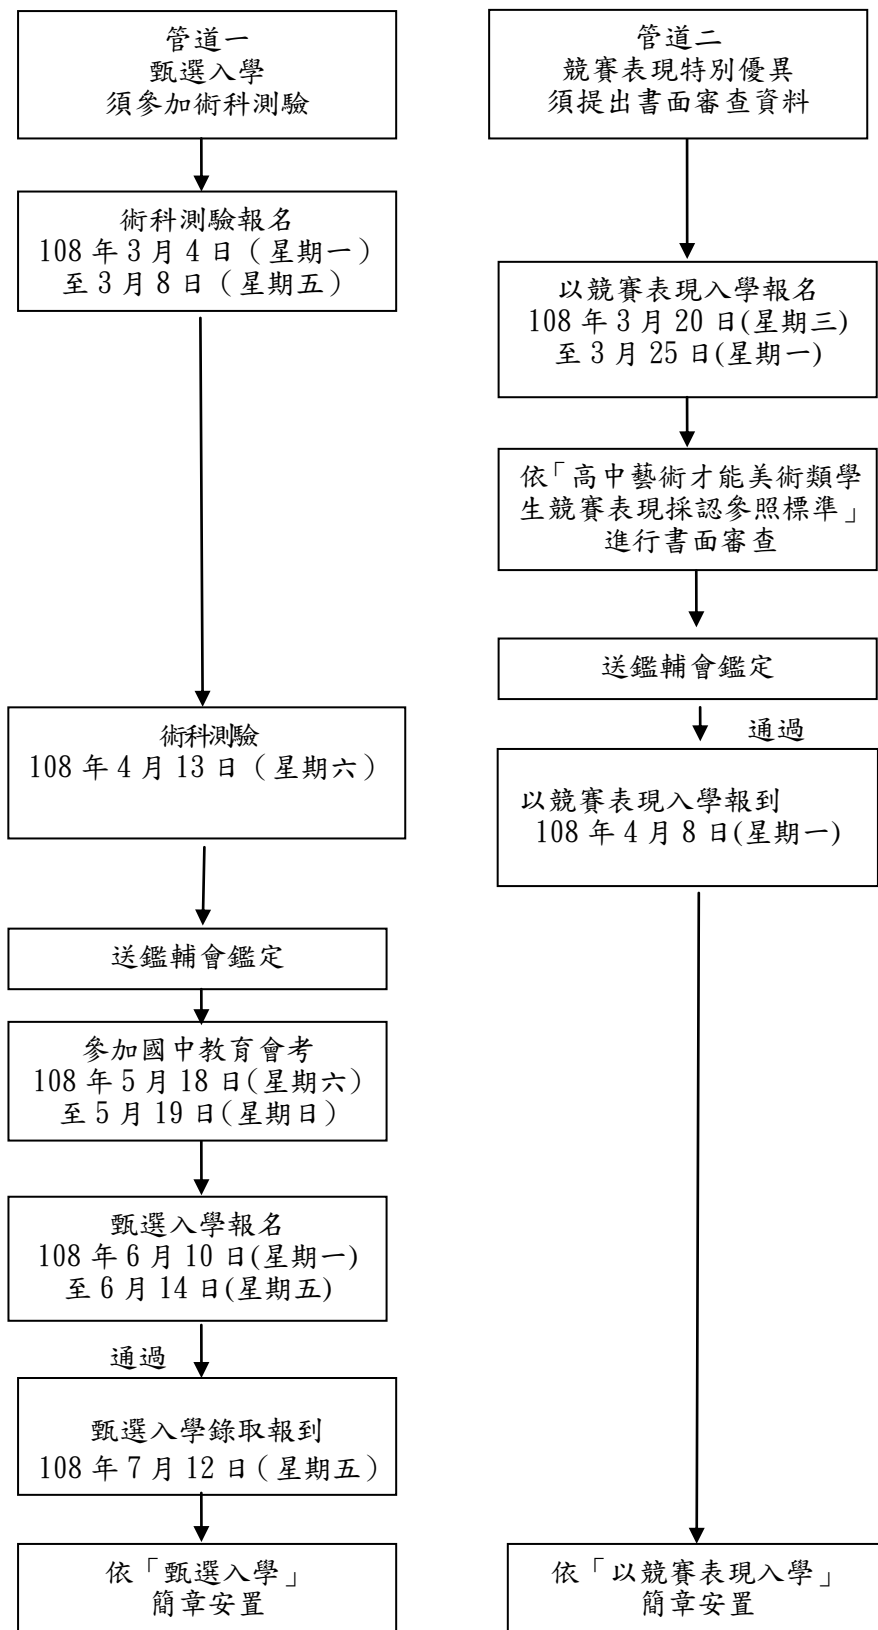 管道一
甄選入學
須參加術科測驗
術科測驗報名
108 年 3 月 4 日（星期一）
至 3 月 8 日（星期五）
術科測驗
108 年 4 月 13 日（星期六）
送鑑輔會鑑定
參加國中教育會考
108 年 5 月 18 日(星期六)
至 5 月 19 日(星期日)
甄選入學報名
108 年 6 月 10 日(星期一)
至 6 月 14 日(星期五)
通過
甄選入學錄取報到
108 年 7 月 12 日（星期五）
依「甄選入學」
簡章安置
管道二
競賽表現特別優異
須提出書面審查資料
以競賽表現入學報名
108 年 3 月 20 日(星期三)
至 3 月 25 日(星期一)
依「高中藝術才能美術類學
生競賽表現採認參照標準」
進行書面審查
送鑑輔會鑑定
通過
以競賽表現入學報到
108 年 4 月 8 日(星期一)
依「以競賽表現入學」
簡章安置